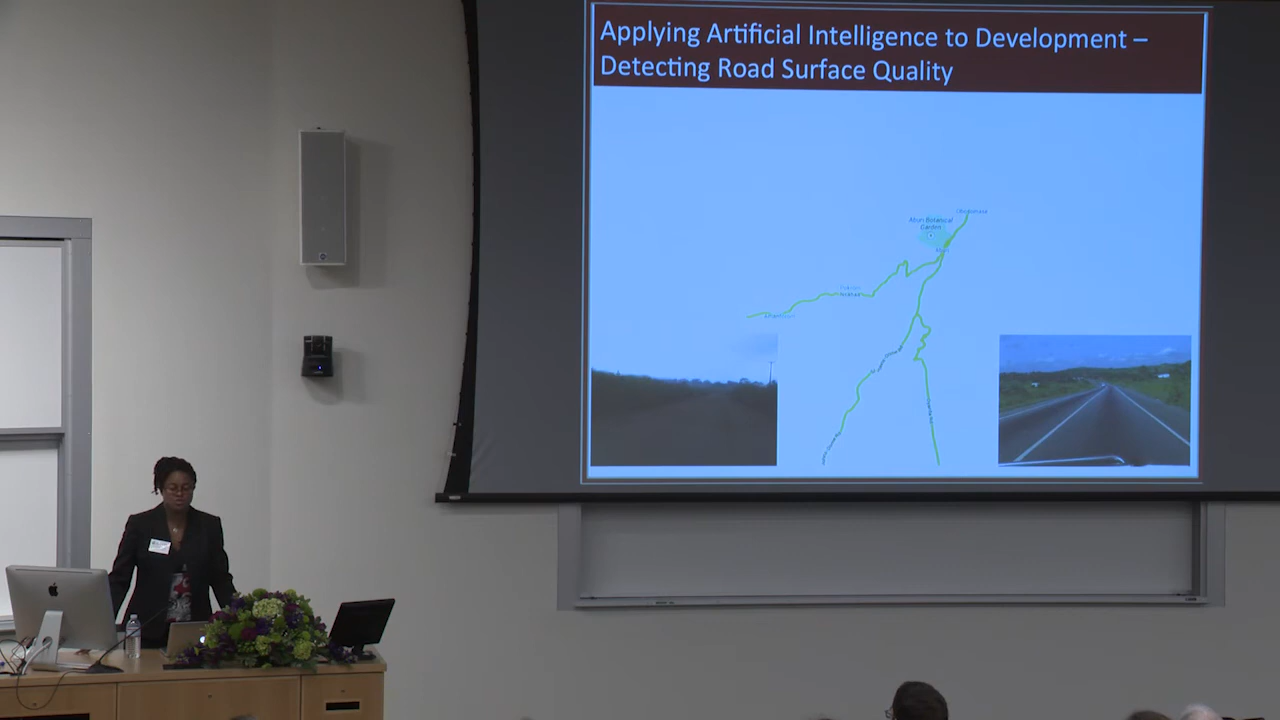 Applying Artificial Intelligence to Development –
Detecting Road Surface Quality
Aburi Botanical
Garden